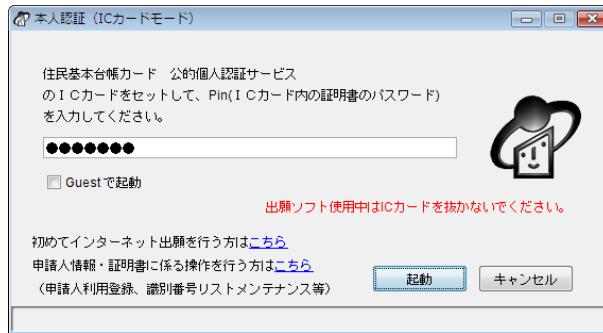 本人認証（ICカードモード）
住民基本台帳カード　公的個人認証サービス
のＩＣカードをセットして、Pin(ＩＣカード内の証明書のパスワード)
を入力してください。
●●●●●●●
Guestで起動
出願ソフト使用中はICカードを抜かないでください。
初めてインターネット出願を行う方はこちら
申請人情報・証明書に係る操作を行う方はこちら
（申請人利用登録、識別番号リストメンテナンス等）
起動
キャンセル